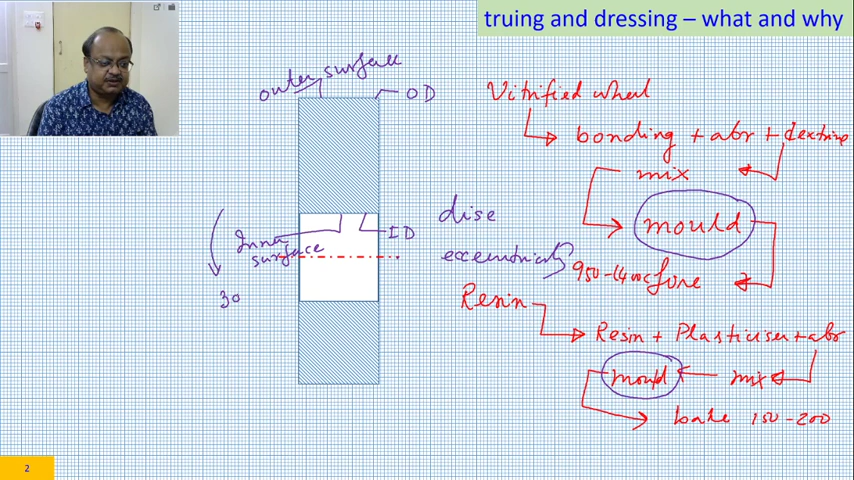 truing and dressing – what and why
outer surface
OD
Vitrified wheel
bonding + abr + dextrine
mix
mould
950-1400c fire
Inner
surface
ID
disc
eccentricity
30
Resin
Resin + Plasticiser + abr
mix
mould
bake 150-200
2